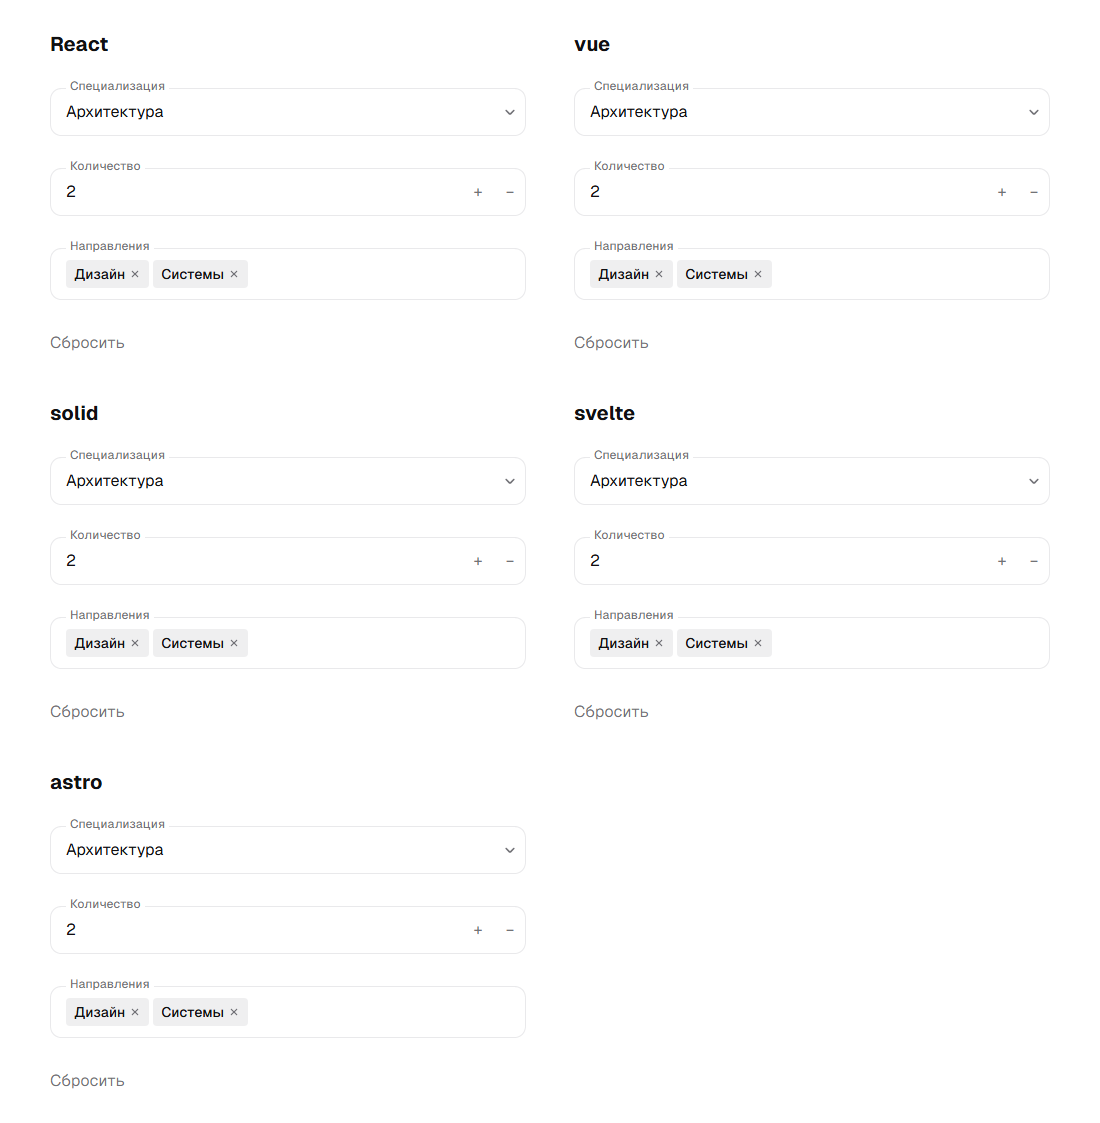 React
Специализация
Архитектура
Количество
2
+ −
Направления
Дизайн × Системы ×
Сбросить
vue
Специализация
Архитектура
Количество
2
+ −
Направления
Дизайн × Системы ×
Сбросить
solid
Специализация
Архитектура
Количество
2
+ −
Направления
Дизайн × Системы ×
Сбросить
svelte
Специализация
Архитектура
Количество
2
+ −
Направления
Дизайн × Системы ×
Сбросить
astro
Специализация
Архитектура
Количество
2
+ −
Направления
Дизайн × Системы ×
Сбросить